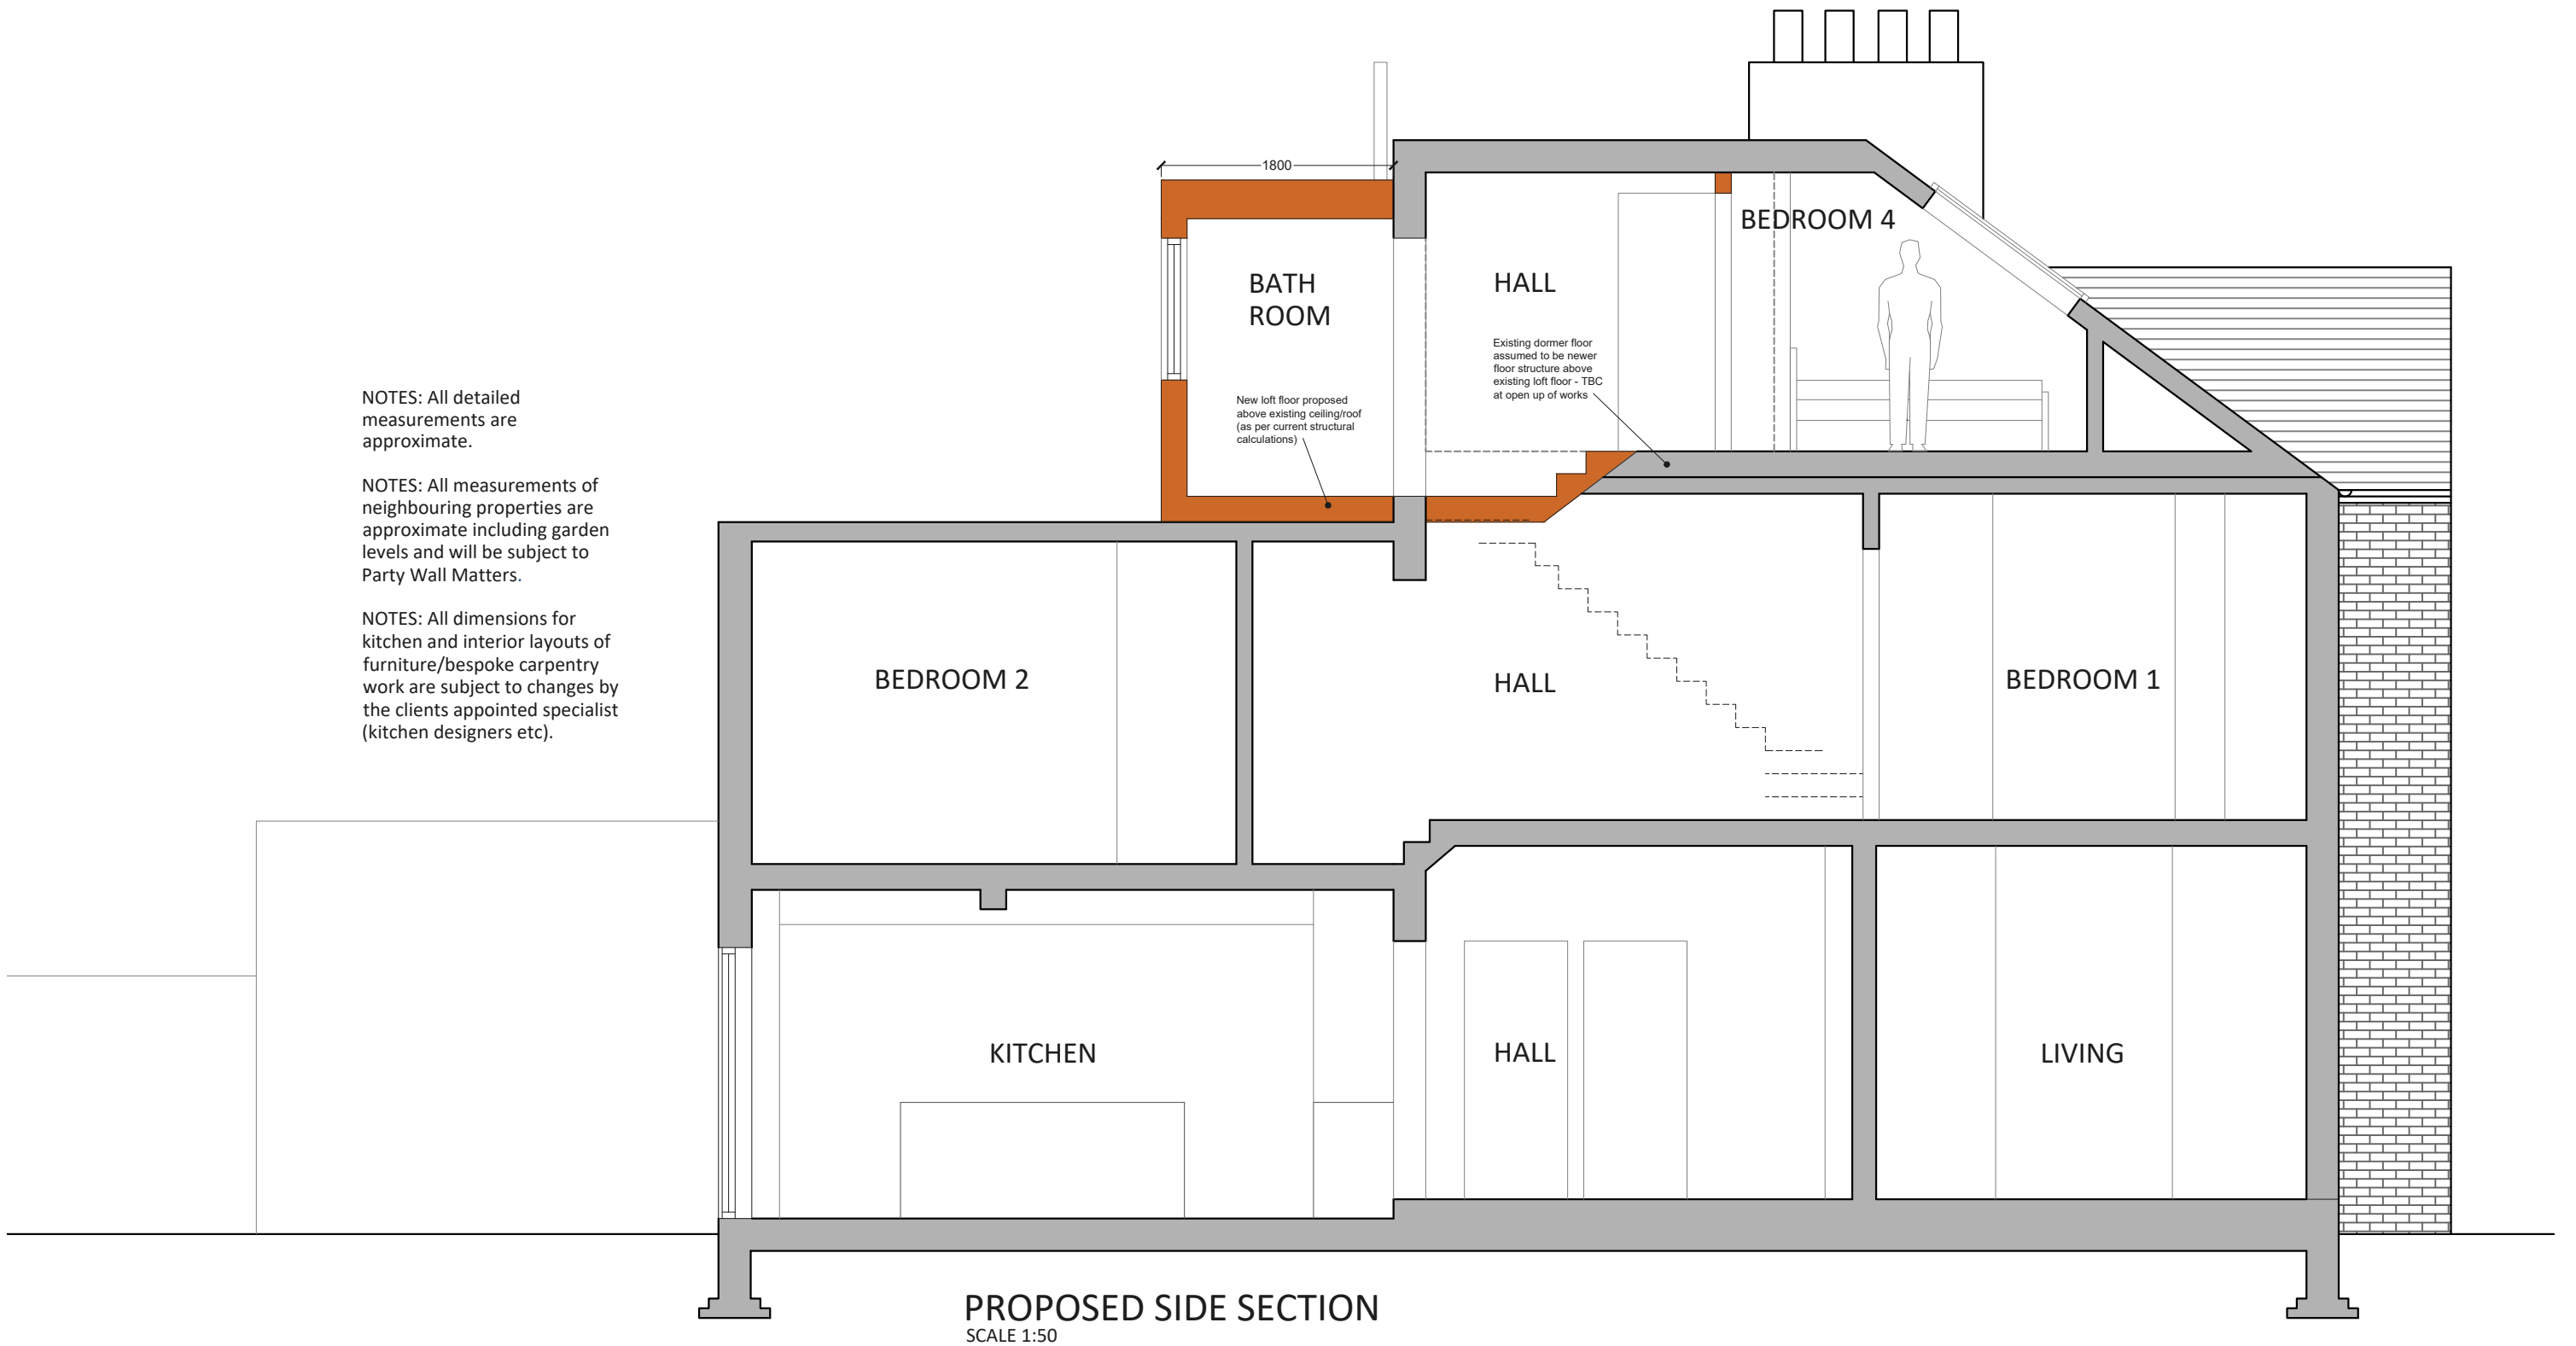 1800
BEDROOM 4
BATH
ROOM
HALL
Existing dormer floor
assumed to be newer
floor structure above
existing loft floor - TBC
at open up of works
New loft floor proposed
above existing ceiling/roof
(as per current structural
calculations)
NOTES: All detailed
measurements are
approximate.
NOTES: All measurements of
neighbouring properties are
approximate including garden
levels and will be subject to
Party Wall Matters.
NOTES: All dimensions for
kitchen and interior layouts of
furniture/bespoke carpentry
work are subject to changes by
the clients appointed specialist
(kitchen designers etc).
BEDROOM 2
HALL
BEDROOM 1
KITCHEN
HALL
LIVING
PROPOSED SIDE SECTION
SCALE 1:50